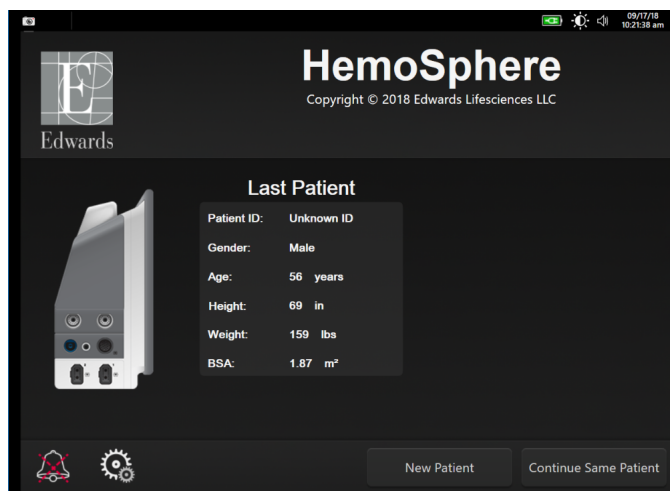 09/17/18
10:21:38 am
E
Edwards
HemoSphere
Copyright © 2018 Edwards Lifesciences LLC
Last Patient
Patient ID: Unknown ID
Gender: Male
Age: 56 years
Height: 69 in
Weight: 159 lbs
BSA: 1.87 m²
New Patient
Continue Same Patient